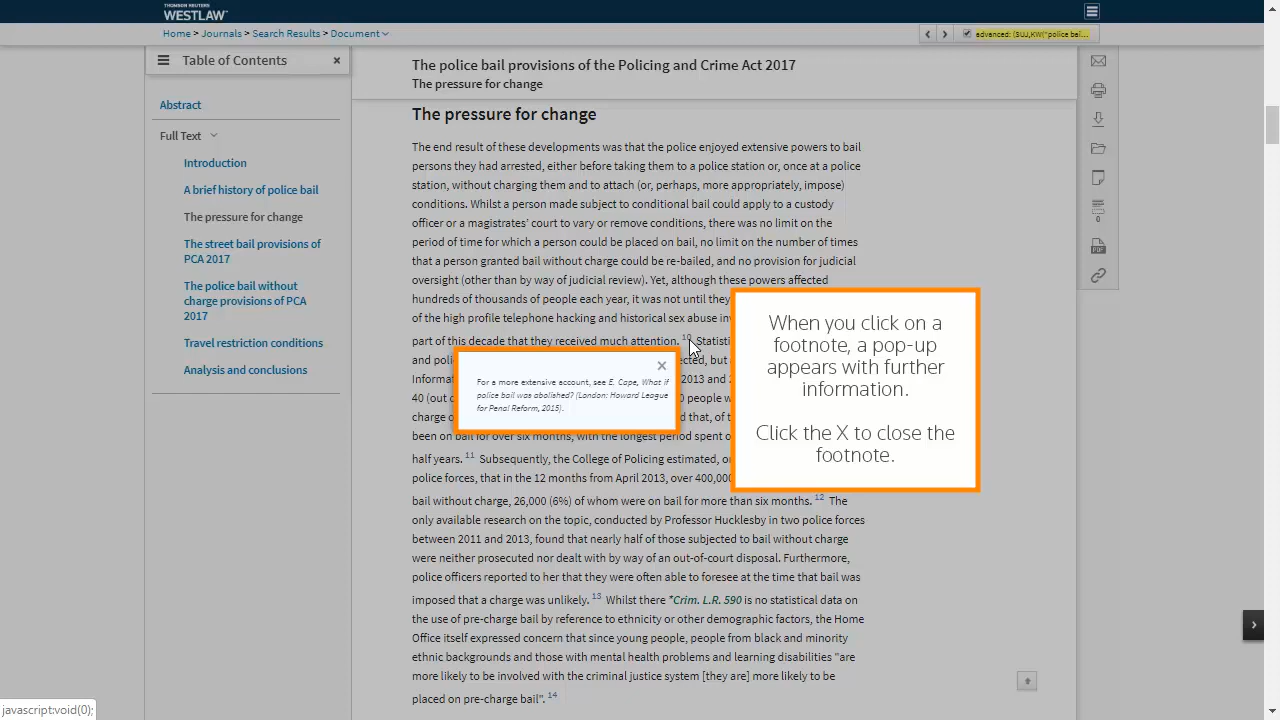 THOMSON REUTERS
WESTLAW
Home > Journals > Search Results > Document
advanced: (SUJ,KW("police bai...
Table of Contents ×
The police bail provisions of the Policing and Crime Act 2017
The pressure for change
Abstract
Full Text
Introduction
A brief history of police bail
The pressure for change
The street bail provisions of
PCA 2017
The police bail without
charge provisions of PCA
2017
Travel restriction conditions
Analysis and conclusions
The pressure for change
The end result of these developments was that the police enjoyed extensive powers to bail
persons they had arrested, either before taking them to a police station or, once at a police
station, without charging them and to attach (or, perhaps, more appropriately, impose)
conditions. Whilst a person made subject to conditional bail could apply to a custody
officer or a magistrates' court to vary or remove conditions, there was no limit on the
period of time for which a person could be placed on bail, no limit on the number of times
that a person granted bail without charge could be re-bailed, and no provision for judicial
oversight (other than by way of judicial review). Yet, although these powers affected
hundreds of thousands of people each year, it was not until they
of the high profile telephone hacking and historical sex abuse inv
part of this decade that they received much attention. 10 Statisti
and poli ected, but
Informat 2013 and 2
40 (out o 0 people w
charge o d that, of t
been on bail for over six months, with the longest period spent o
half years. 11 Subsequently, the College of Policing estimated, o
police forces, that in the 12 months from April 2013, over 400,00
bail without charge, 26,000 (6%) of whom were on bail for more than six months. 12 The
only available research on the topic, conducted by Professor Hucklesby in two police forces
between 2011 and 2013, found that nearly half of those subjected to bail without charge
were neither prosecuted nor dealt with by way of an out-of-court disposal. Furthermore,
police officers reported to her that they were often able to foresee at the time that bail was
imposed that a charge was unlikely. 13 Whilst there *Crim. L.R. 590 is no statistical data on
the use of pre-charge bail by reference to ethnicity or other demographic factors, the Home
Office itself expressed concern that since young people, people from black and minority
ethnic backgrounds and those with mental health problems and learning disabilities "are
more likely to be involved with the criminal justice system [they are] more likely to be
placed on pre-charge bail". 14
For a more extensive account, see E. Cape, What if
police bail was abolished? (London: Howard League
for Penal Reform, 2015).
When you click on a
footnote, a pop-up
appears with further
information.
Click the X to close the
footnote.
0
javascript:void(0);